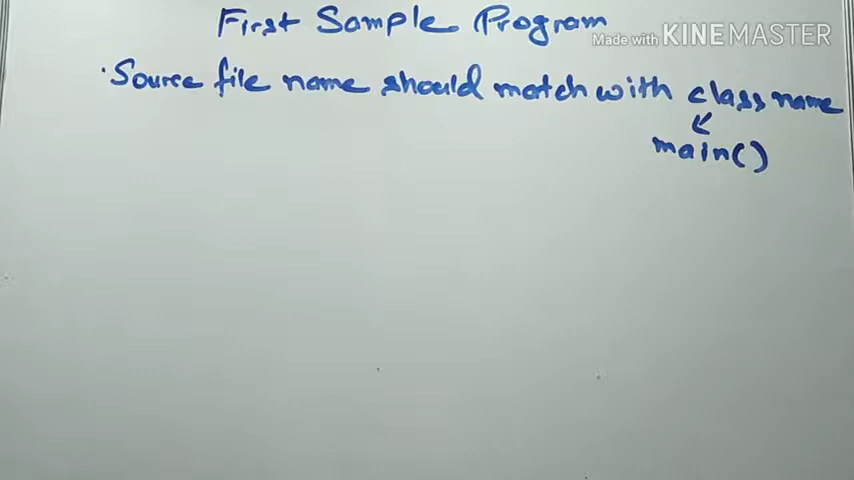 First Sample Program
Made with KINEMASTER
·Source file name should match with class name
main()